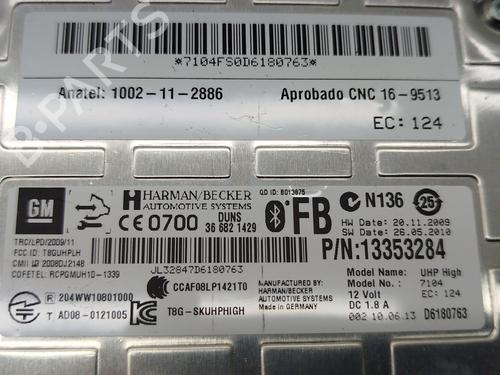 *7104FS0D6180763*
Anatel: 1002-11-2886
Aprobado CNC 16-9513
EC: 124
GM
HARMAN/BECKER
AUTOMOTIVE SYSTEMS
CE 0700
DUNS
36 682 1429
QD ID: B013675
FB
N136
25
HW Date: 20.11.2009
SW Date: 26.05.2010
TRC/LPD/2009/11
FCC ID: T8GUHPLH
CMII ID 2008DJ2148
COFETEL: RCPGMUH10-1339
P/N:13353284
JL32847D6180763
CCAF08LP1421T0
R 204WW10801000
T AD08-0121005
T8G-SKUHPHIGH
MANUFACTURED BY:
HARMAN/BECKER
AUTOMOTIVE SYSTEMS
Made in GERMANY
Model Name: UHP High
Model No.: 7104
12 Volt EC: 124
DC 1.8 A
002 10.06.13 D6180763
B-PARTS